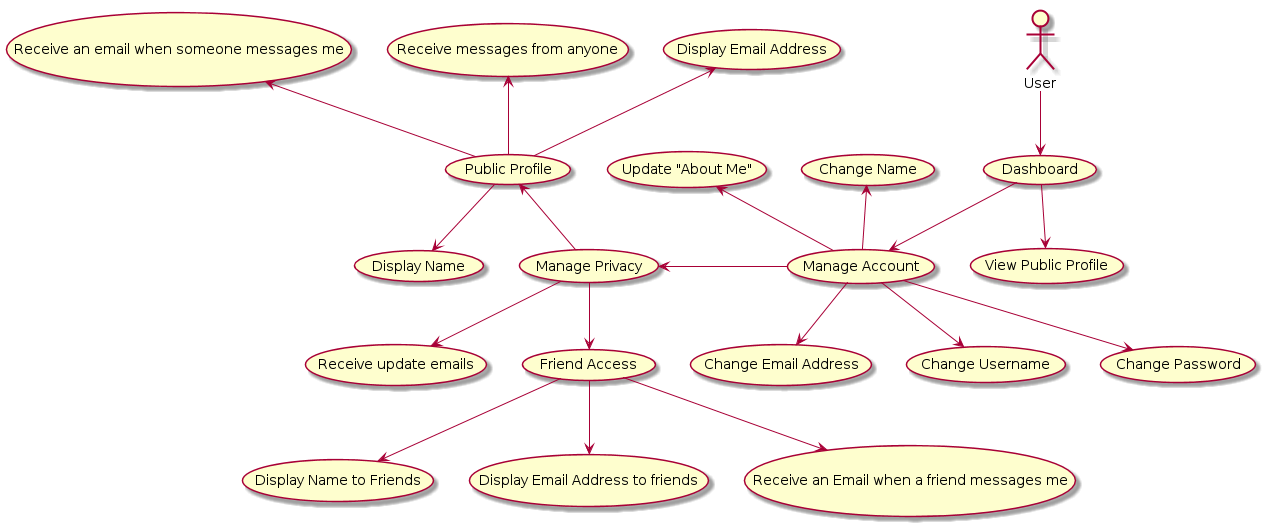 Receive an email when someone messages me
Receive messages from anyone
Display Email Address
User
Public Profile
Update "About Me"
Change Name
Dashboard
Display Name
Manage Privacy
Manage Account
View Public Profile
Receive update emails
Friend Access
Change Email Address
Change Username
Change Password
Display Name to Friends
Display Email Address to friends
Receive an Email when a friend messages me